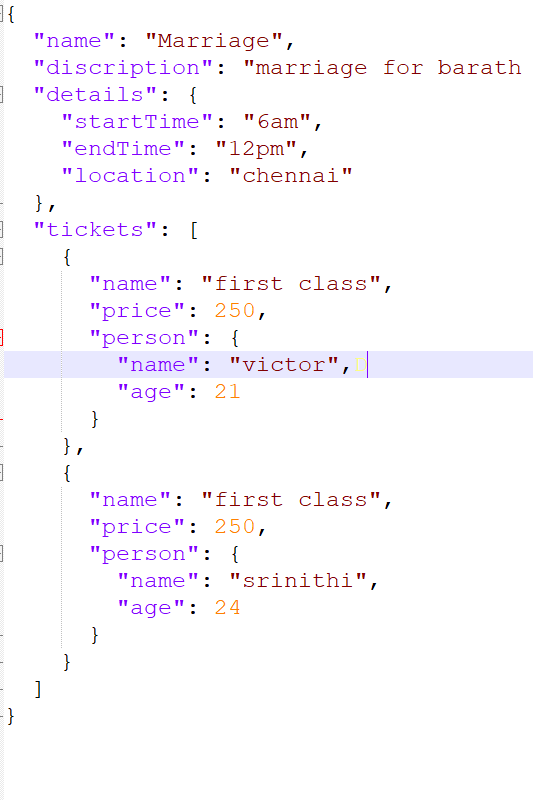 {
"name": "Marriage",
"discription": "marriage for barath
"details": {
"startTime": "6am",
"endTime": "12pm",
"location": "chennai"
},
"tickets": [
{
"name": "first class",
"price": 250,
"person": {
"name": "victor",
"age": 21
}
},
{
"name": "first class",
"price": 250,
"person": {
"name": "srinithi",
"age": 24
}
}
]
}